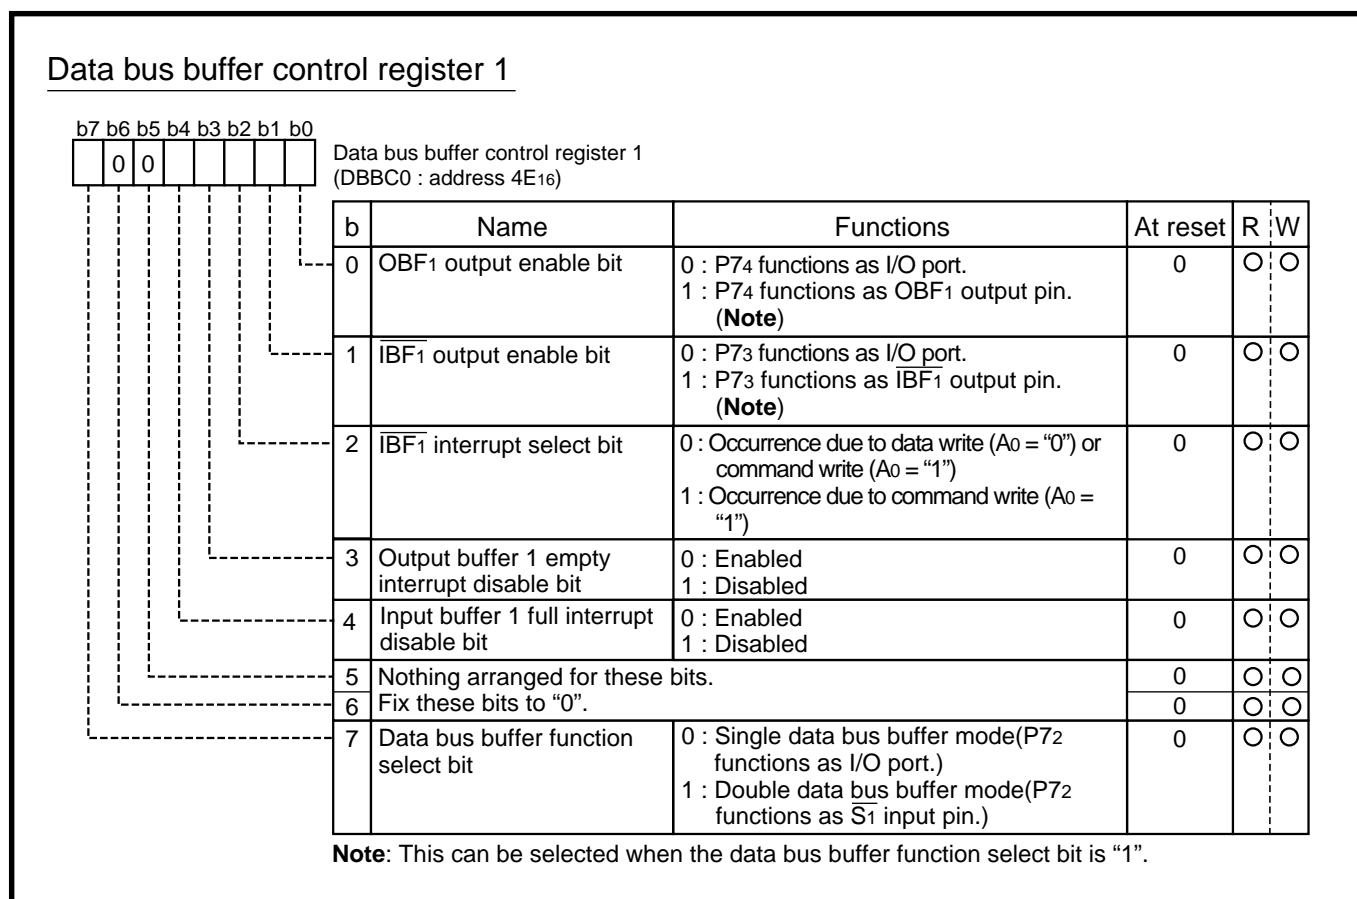 Data bus buffer control register 1
b7 b6 b5 b4 b3 b2 b1 b0
0 0
Data bus buffer control register 1
(DBBC0 : address 4E16)
b Name Functions At reset R W
0 OBF1 output enable bit 0 : P74 functions as I/O port. 0
1 : P74 functions as OBF1 output pin.
(Note)
1 IBF1 output enable bit 0 : P73 functions as I/O port. 0
1 : P73 functions as IBF1 output pin.
(Note)
2 IBF1 interrupt select bit 0 : Occurrence due to data write (A0 = “0”) or 0
command write (A0 = “1”)
1 : Occurrence due to command write (A0 =
“1”)
3 Output buffer 1 empty 0 : Enabled 0
interrupt disable bit 1 : Disabled
4 Input buffer 1 full interrupt 0 : Enabled 0
disable bit 1 : Disabled
5 Nothing arranged for these bits. 0
6 Fix these bits to “0”. 0
7 Data bus buffer function 0 : Single data bus buffer mode(P72 0
select bit functions as I/O port.)
1 : Double data bus buffer mode(P72
functions as S1 input pin.)
Note: This can be selected when the data bus buffer function select bit is “1”.